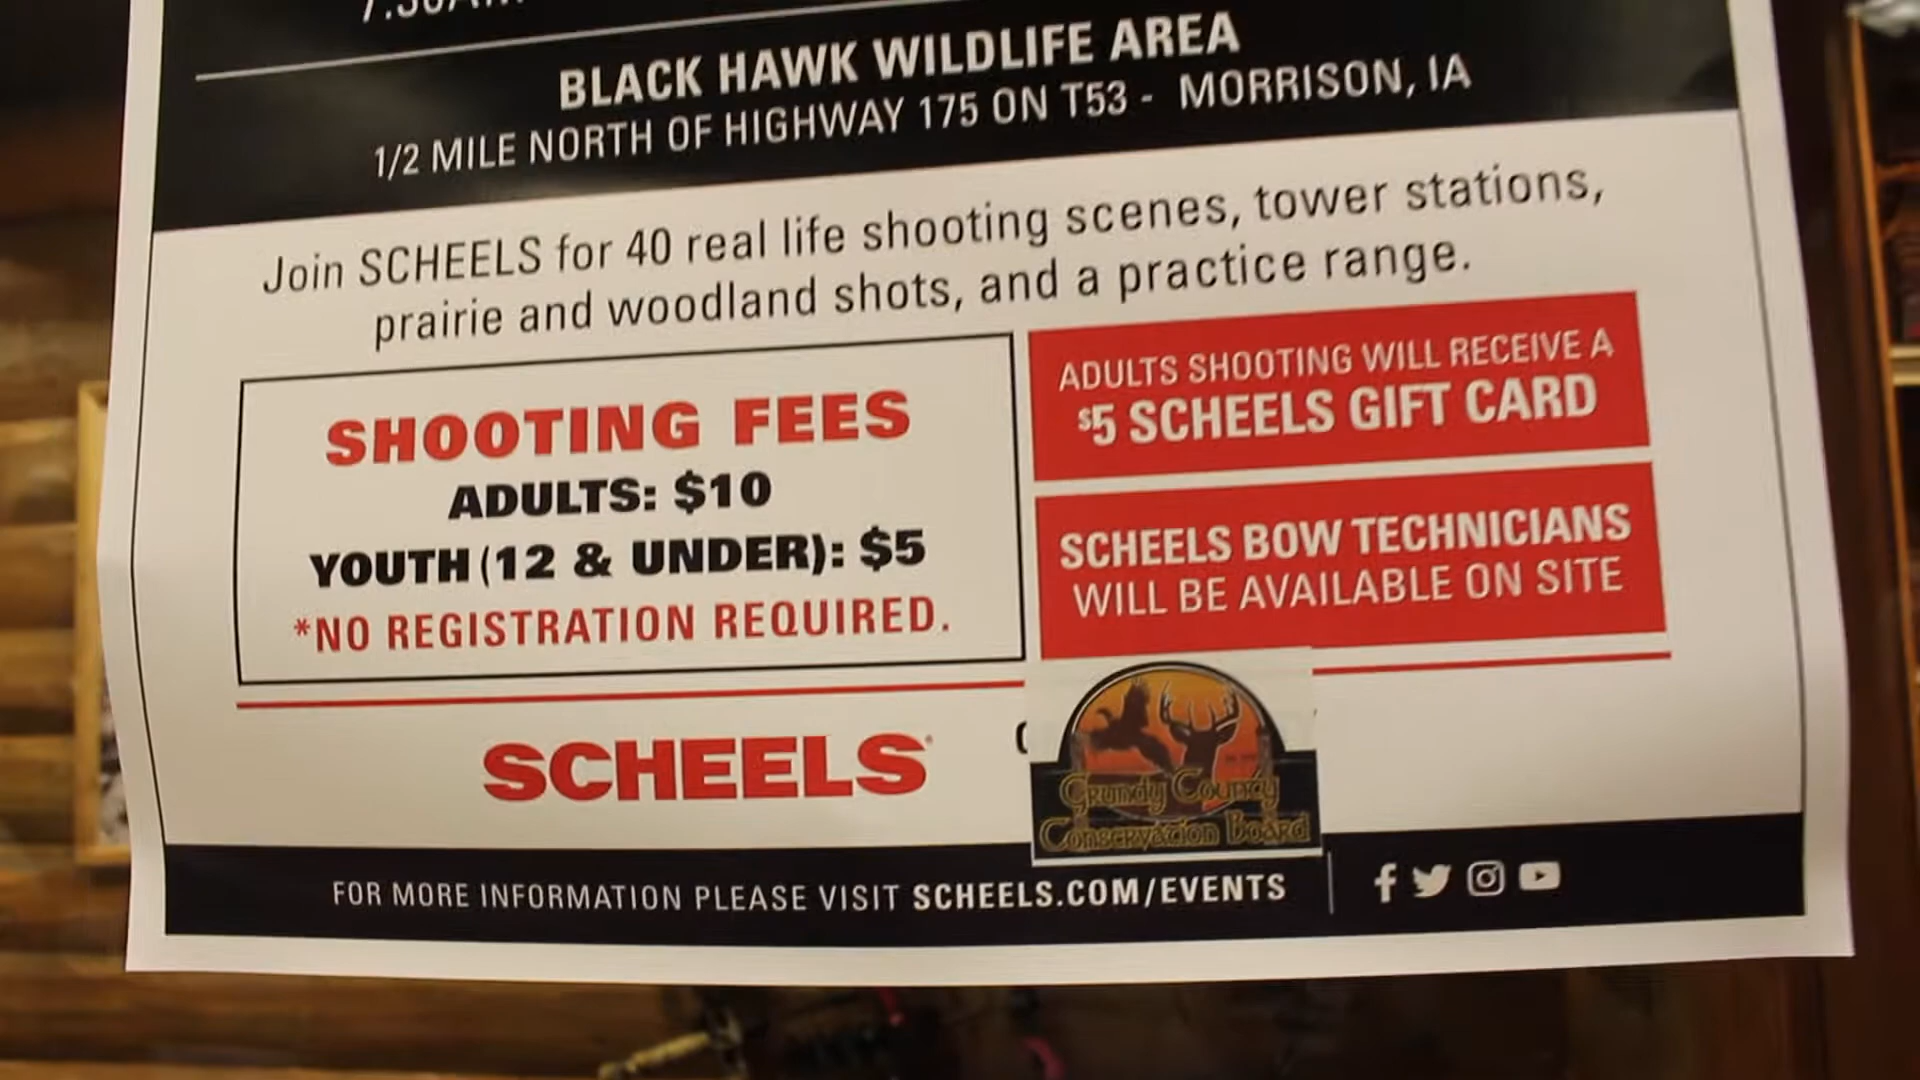 BLACK HAWK WILDLIFE AREA
1/2 MILE NORTH OF HIGHWAY 175 ON T53 - MORRISON, IA
Join SCHEELS for 40 real life shooting scenes, tower stations,
prairie and woodland shots, and a practice range.
SHOOTING FEES
ADULTS: $10
YOUTH (12 & UNDER): $5
*NO REGISTRATION REQUIRED.
ADULTS SHOOTING WILL RECEIVE A
$5 SCHEELS GIFT CARD
SCHEELS BOW TECHNICIANS
WILL BE AVAILABLE ON SITE
SCHEELS
Grundy County
Conservation Board
FOR MORE INFORMATION PLEASE VISIT SCHEELS.COM/EVENTS